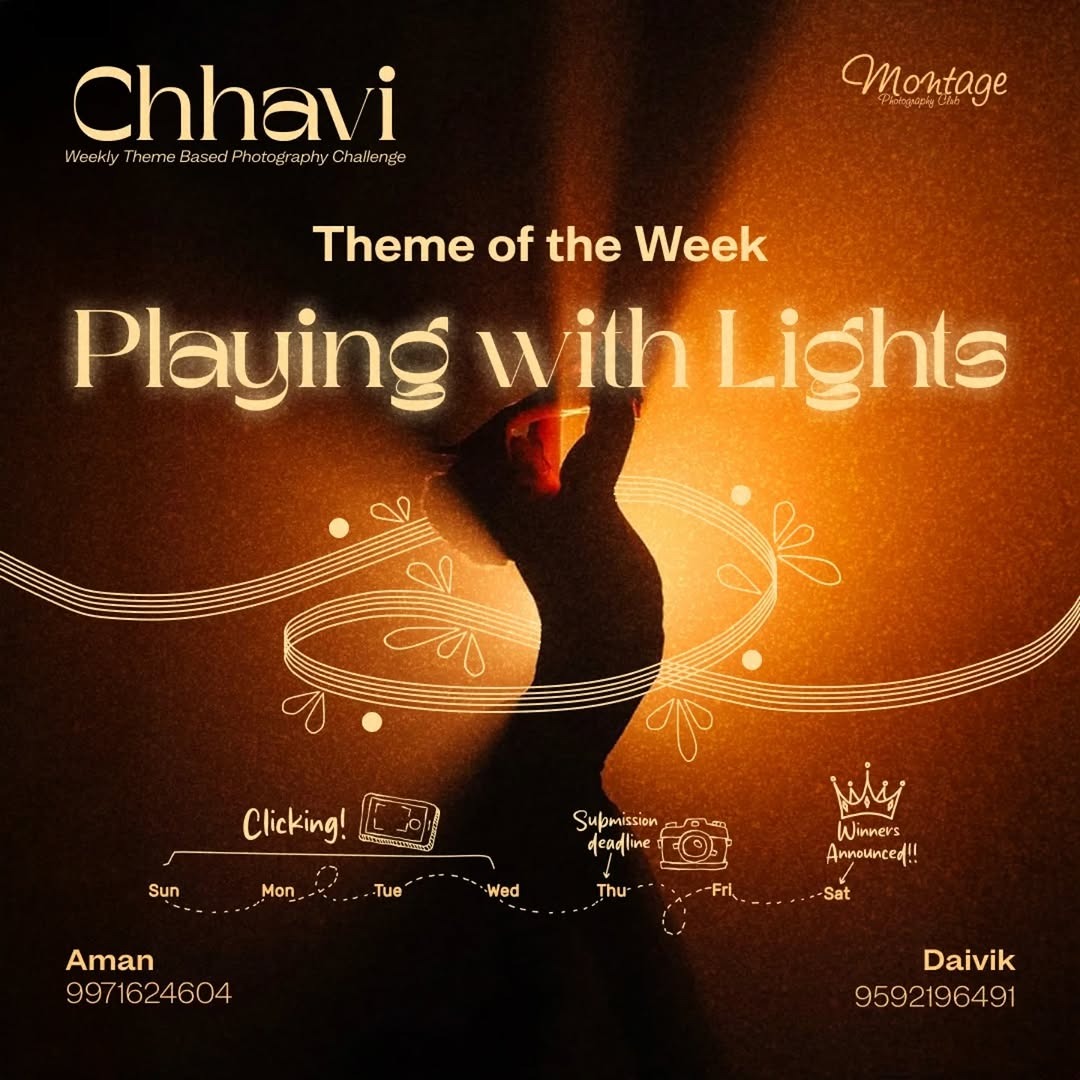 Chhavi
Weekly Theme Based Photography Challenge
Montage
Photography Club
Theme of the Week
Playing with Lights
Clicking!
Submission
deadline
Winners
Announced!!
Sun Mon Tue Wed Thu Fri Sat
Aman
9971624604
Daivik
9592196491